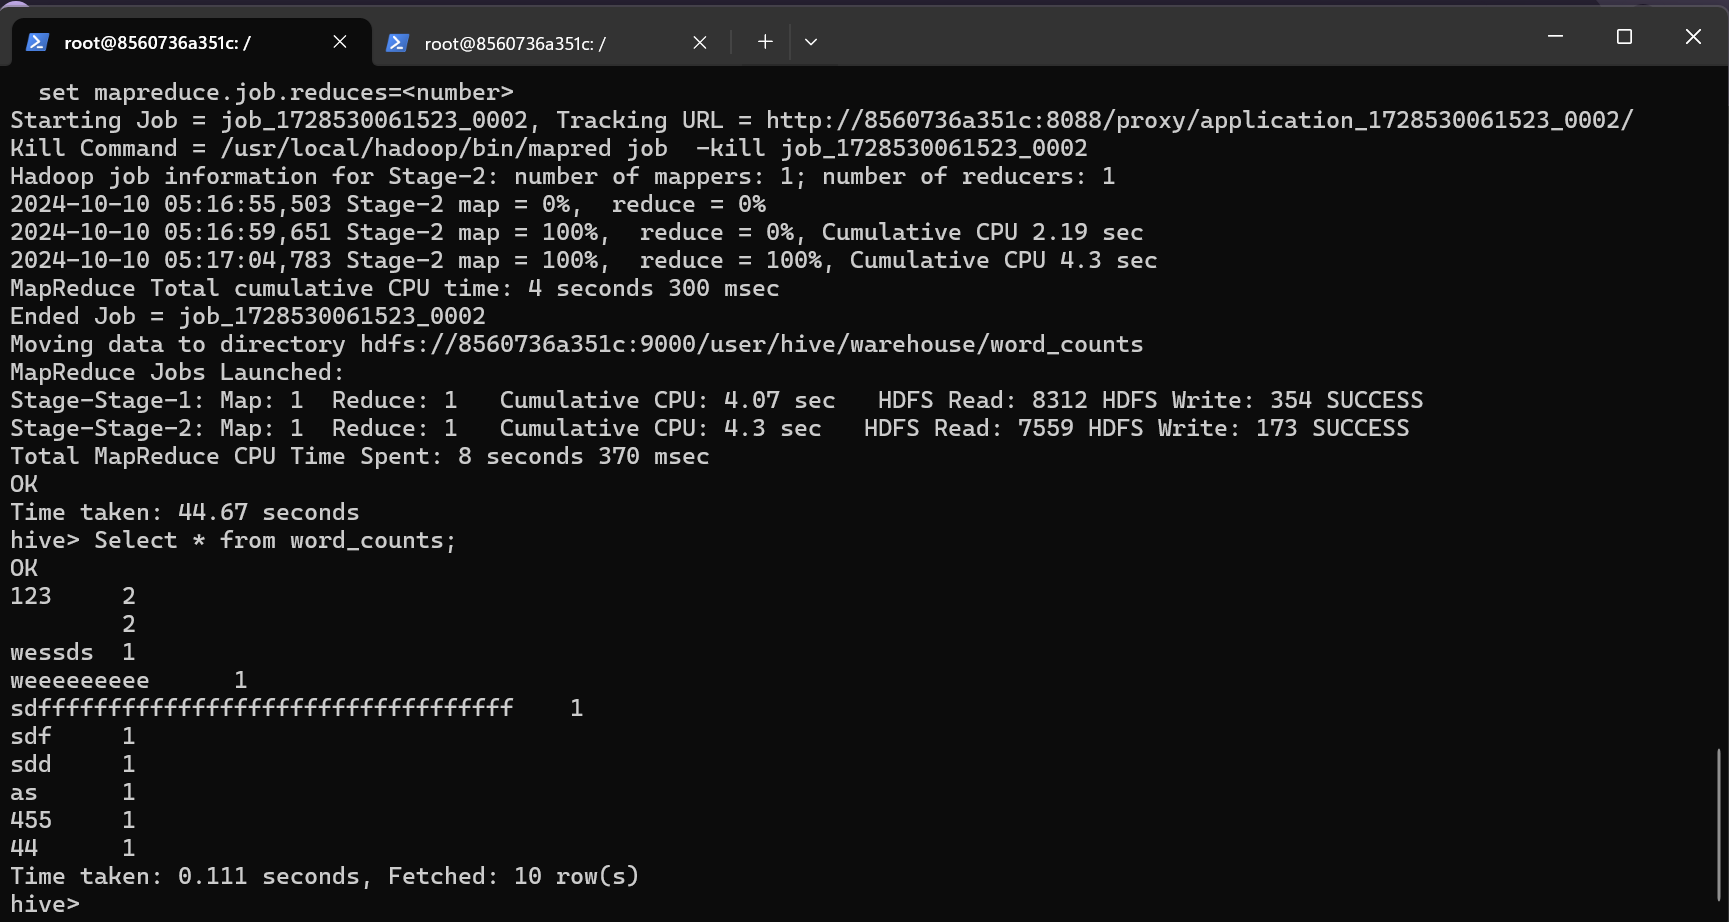 root@8560736a351c: /
root@8560736a351c: /
  set mapreduce.job.reduces=<number>
Starting Job = job_1728530061523_0002, Tracking URL = http://8560736a351c:8088/proxy/application_1728530061523_0002/
Kill Command = /usr/local/hadoop/bin/mapred job  -kill job_1728530061523_0002
Hadoop job information for Stage-2: number of mappers: 1; number of reducers: 1
2024-10-10 05:16:55,503 Stage-2 map = 0%,  reduce = 0%
2024-10-10 05:16:59,651 Stage-2 map = 100%,  reduce = 0%, Cumulative CPU 2.19 sec
2024-10-10 05:17:04,783 Stage-2 map = 100%,  reduce = 100%, Cumulative CPU 4.3 sec
MapReduce Total cumulative CPU time: 4 seconds 300 msec
Ended Job = job_1728530061523_0002
Moving data to directory hdfs://8560736a351c:9000/user/hive/warehouse/word_counts
MapReduce Jobs Launched:
Stage-Stage-1: Map: 1  Reduce: 1   Cumulative CPU: 4.07 sec   HDFS Read: 8312 HDFS Write: 354 SUCCESS
Stage-Stage-2: Map: 1  Reduce: 1   Cumulative CPU: 4.3 sec   HDFS Read: 7559 HDFS Write: 173 SUCCESS
Total MapReduce CPU Time Spent: 8 seconds 370 msec
OK
Time taken: 44.67 seconds
hive> Select * from word_counts;
OK
123     2
        2
wessds  1
weeeeeeeee      1
sdffffffffffffffffffffffffffffffffff    1
sdf     1
sdd     1
as      1
455     1
44      1
Time taken: 0.111 seconds, Fetched: 10 row(s)
hive>